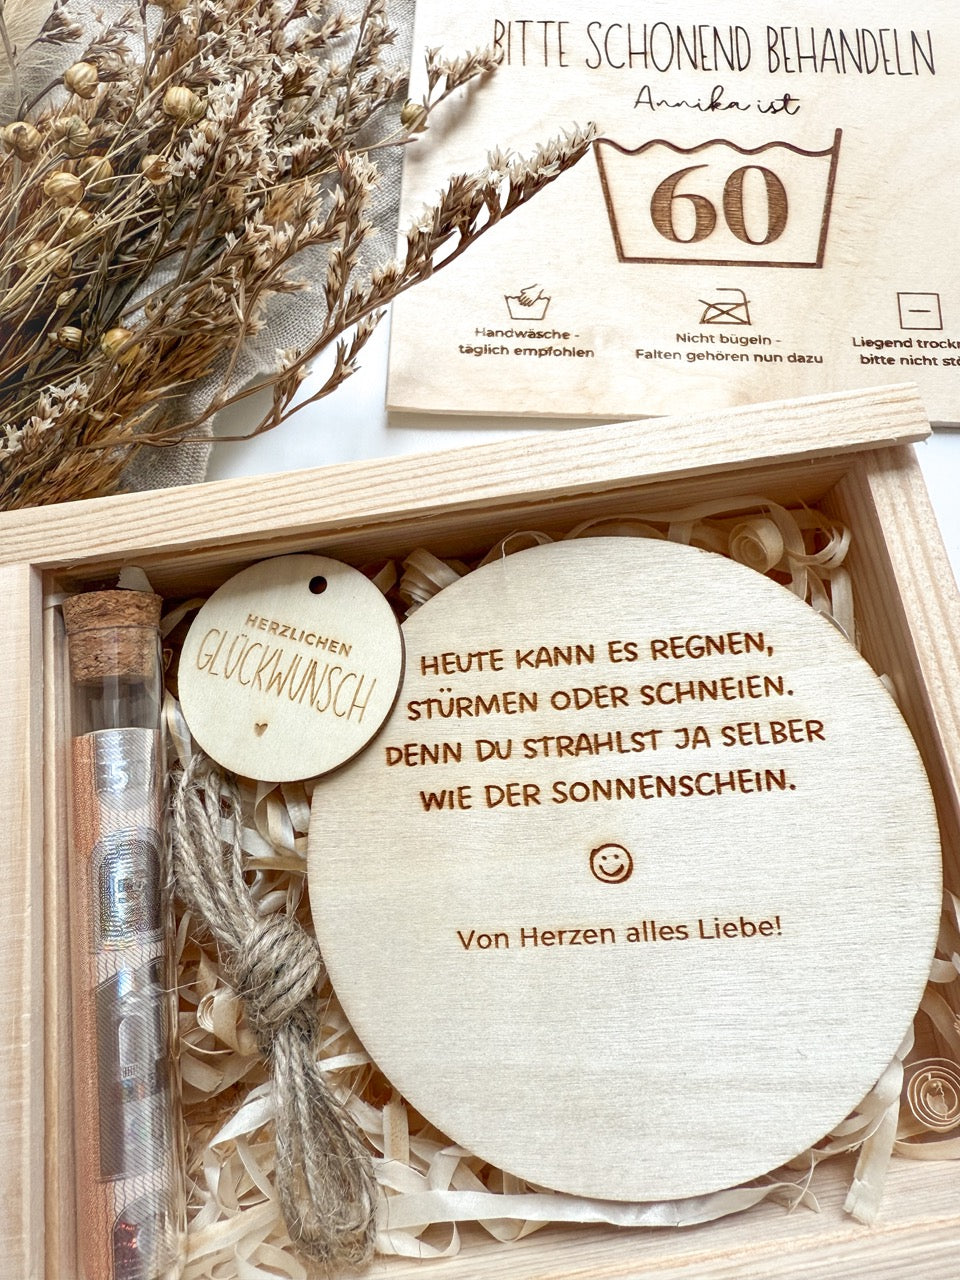 BITTE SCHONEND BEHANDELN
Annika ist
60
Handwäsche -
täglich empfohlen
Nicht bügeln -
Falten gehören nun dazu
Liegend
bitte nicht
HERZLICHEN
GLÜCKWUNSCH
HEUTE KANN ES REGNEN,
STÜRMEN ODER SCHNEIEN.
DENN DU STRAHLST JA SELBER
WIE DER SONNENSCHEIN.
Von Herzen alles Liebe!